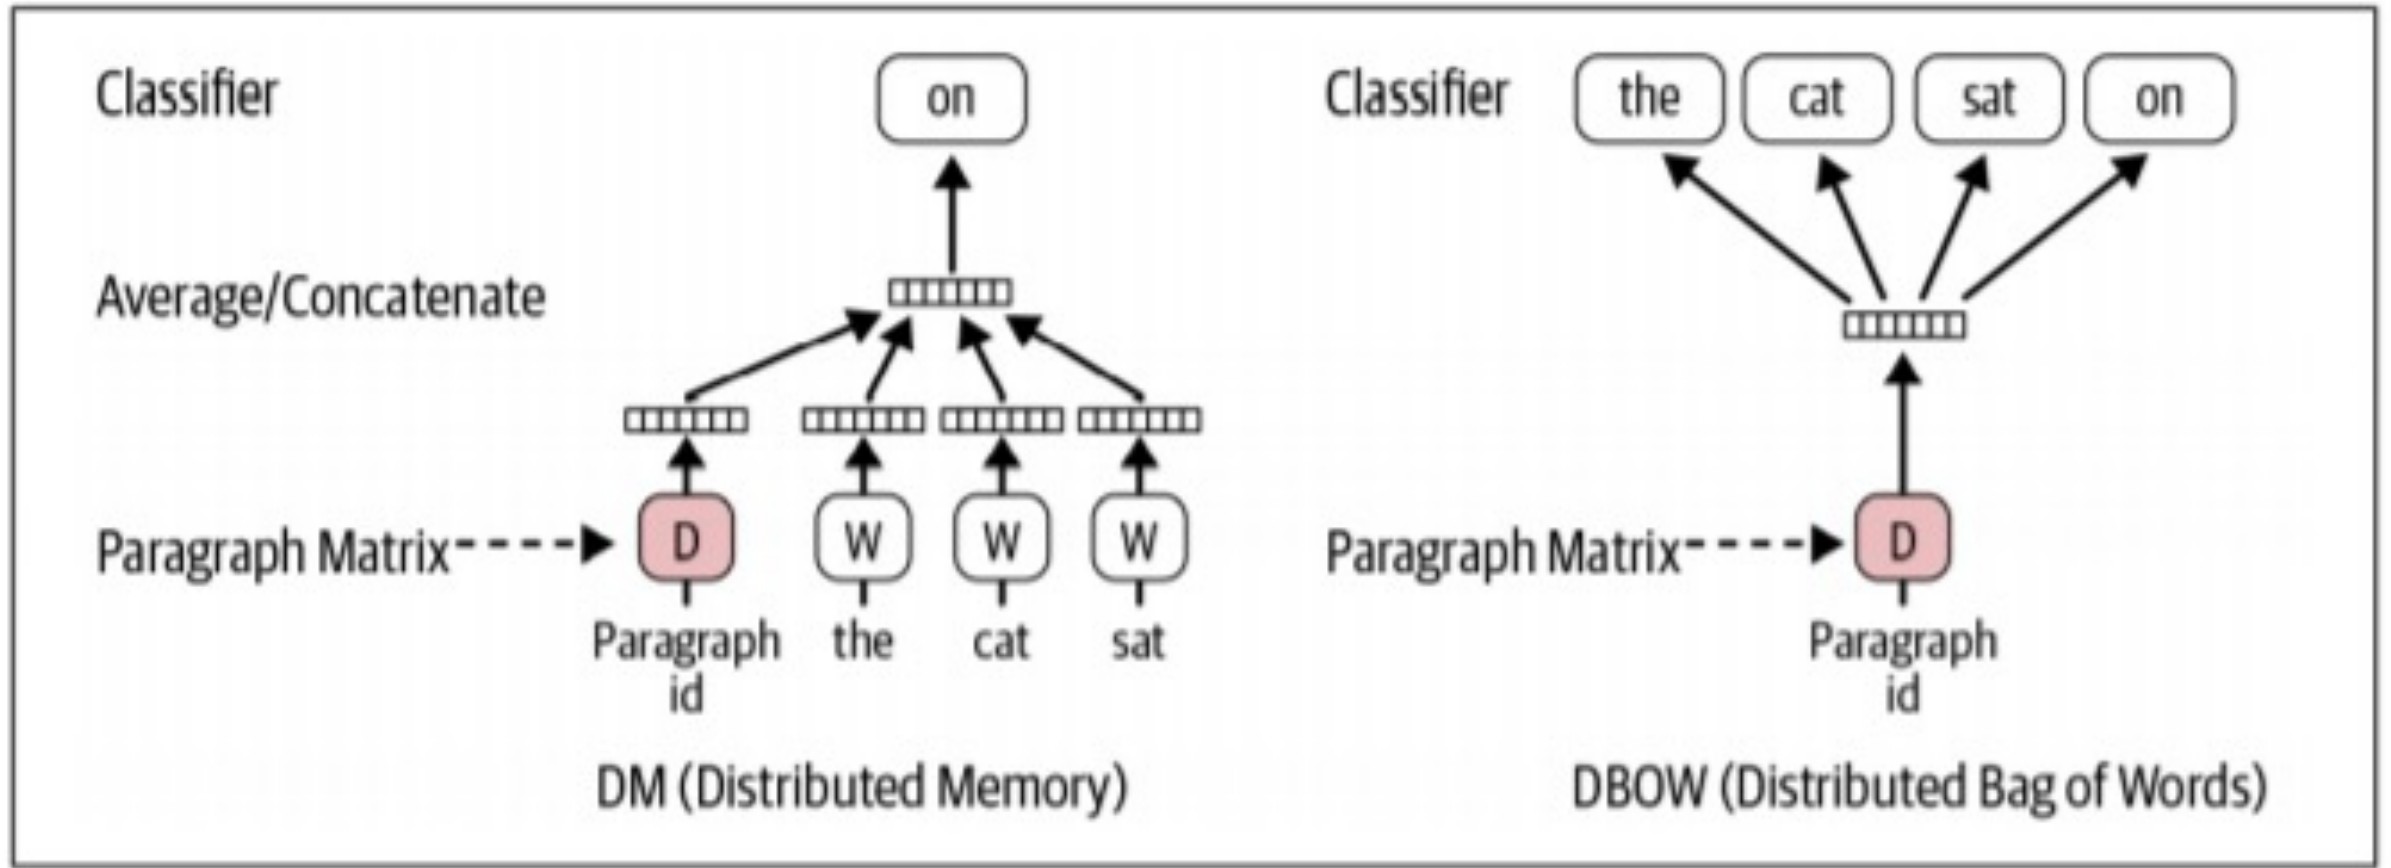 Classifier
on
Average/Concatenate
Paragraph Matrix
D
W
W
W
Paragraph
id
the
cat
sat
DM (Distributed Memory)
Classifier
the
cat
sat
on
Paragraph Matrix
D
Paragraph
id
DBOW (Distributed Bag of Words)